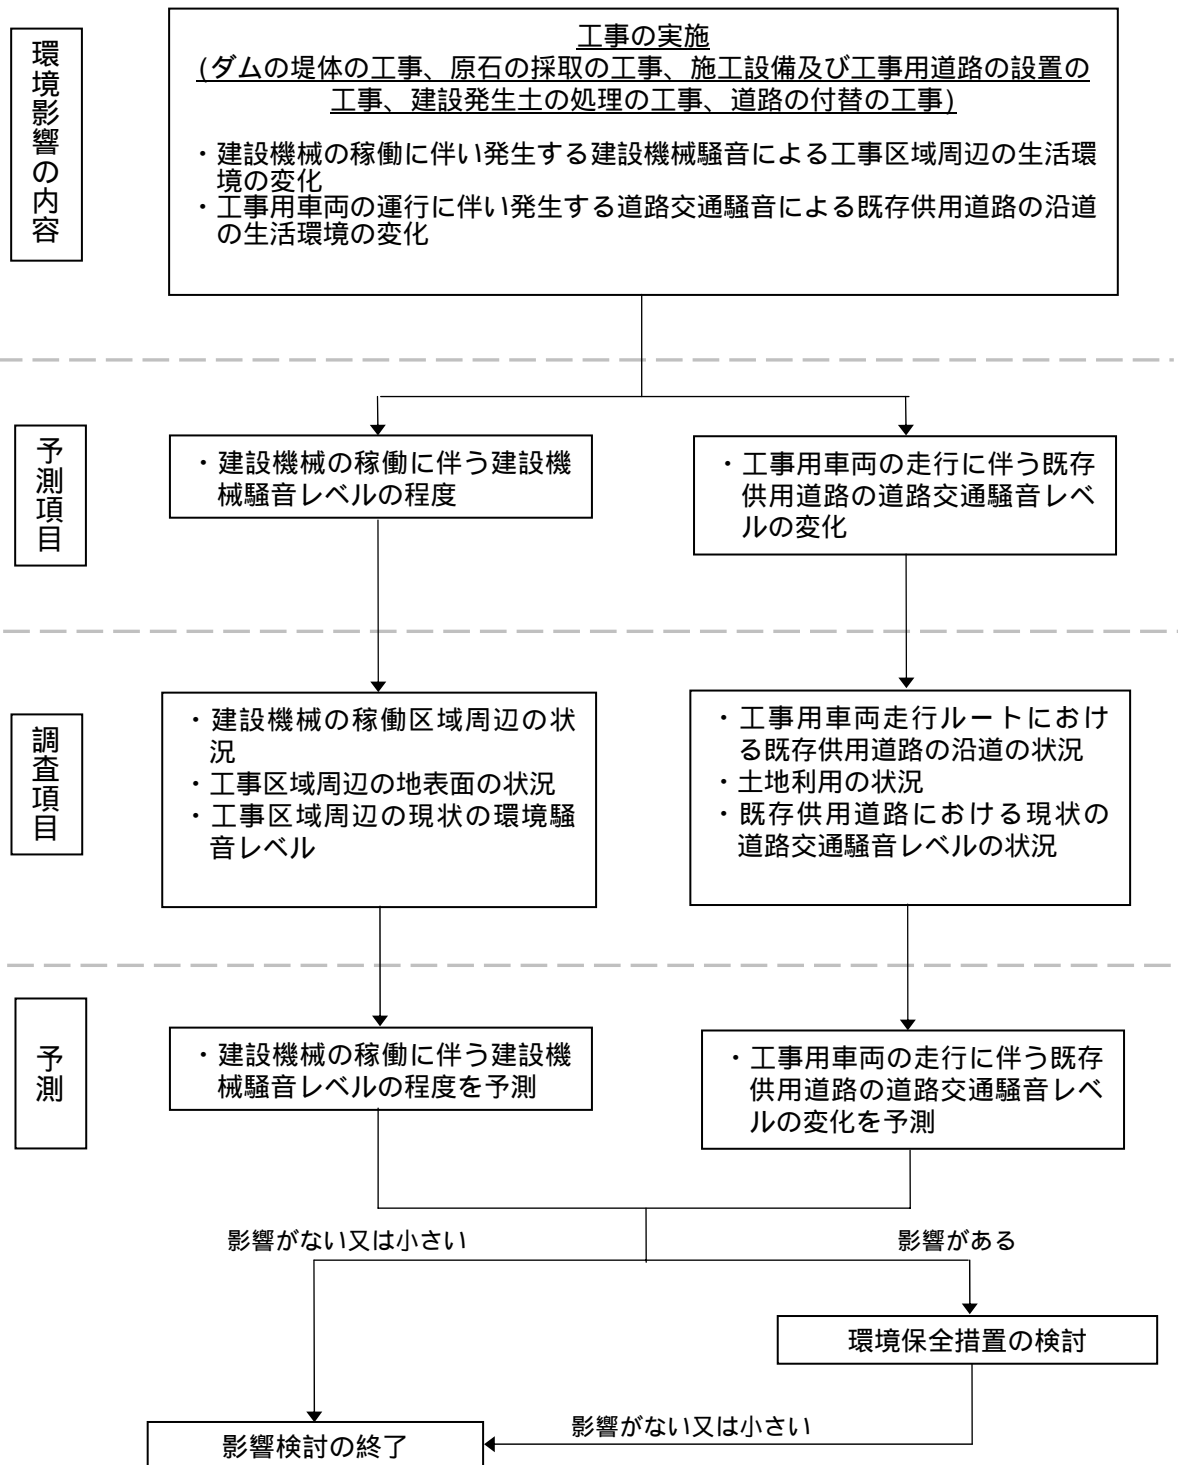 環境影響の内容
工事の実施
(ダムの堤体の工事、原石の採取の工事、施工設備及び工事用道路の設置の
工事、建設発生土の処理の工事、道路の付替の工事)
・建設機械の稼働に伴い発生する建設機械騒音による工事区域周辺の生活環
境の変化
・工事用車両の運行に伴い発生する道路交通騒音による既存供用道路の沿道
の生活環境の変化
予測項目
・建設機械の稼働に伴う建設機
械騒音レベルの程度
・工事用車両の走行に伴う既存
供用道路の道路交通騒音レベ
ルの変化
調査項目
・建設機械の稼働区域周辺の状
況
・工事区域周辺の地表面の状況
・工事区域周辺の現状の環境騒
音レベル
・工事用車両走行ルートにおけ
る既存供用道路の沿道の状況
・土地利用の状況
・既存供用道路における現状の
道路交通騒音レベルの状況
予測
・建設機械の稼働に伴う建設機
械騒音レベルの程度を予測
・工事用車両の走行に伴う既存
供用道路の道路交通騒音レベ
ルの変化を予測
影響がない又は小さい
影響がある
環境保全措置の検討
影響がない又は小さい
影響検討の終了